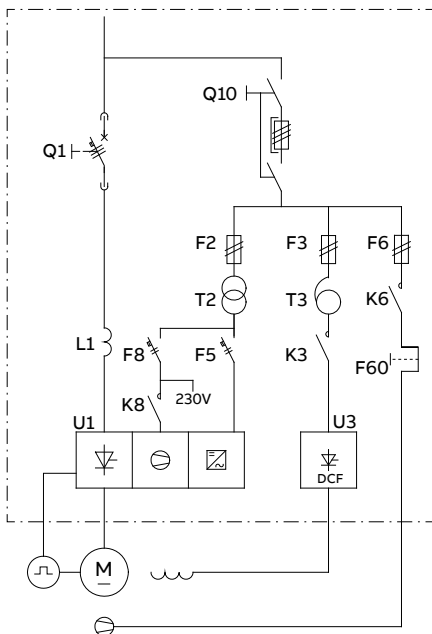 Q10
Q1
F2 F3 F6
T2 T3 K6
L1 F8 F5 K3 F60
K8 230V
U1 U3
DCF
M